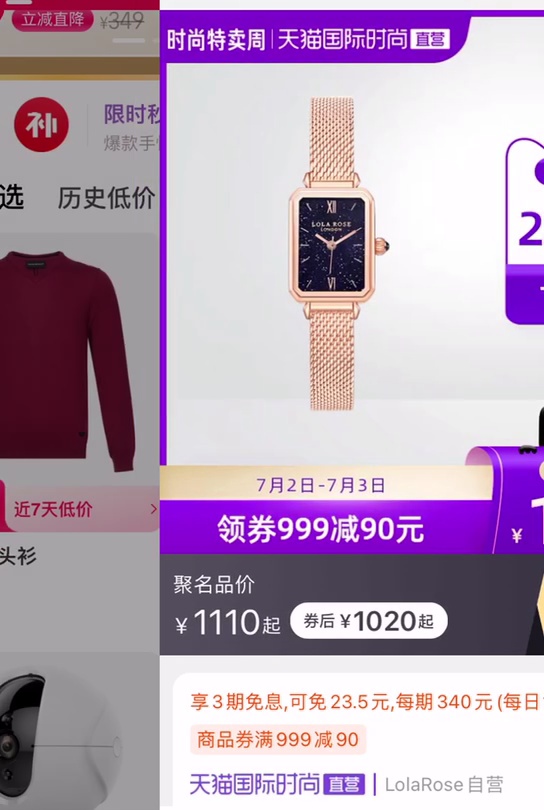 立减直降 ¥349
补
限时秒
爆款手
选 历史低价
近7天低价 >
头衫
时尚特卖周 | 天猫国际时尚 直营
XII
LOLA ROSE
LONDON
VI
2
7月2日-7月3日
领券999减90元
¥1
聚名品价
¥1110起 券后¥1020起
享3期免息,可免23.5元,每期340元(每日
商品券满999减90
天猫国际时尚 直营 | LolaRose自营